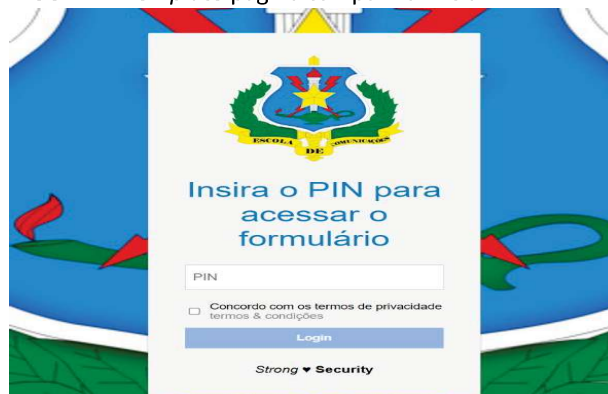 ESCOLA DE COMUNICAÇÕES
Insira o PIN para
acessar o
formulário
PIN
Concordo com os termos de privacidade
termos & condições
Login
Strong ♥ Security